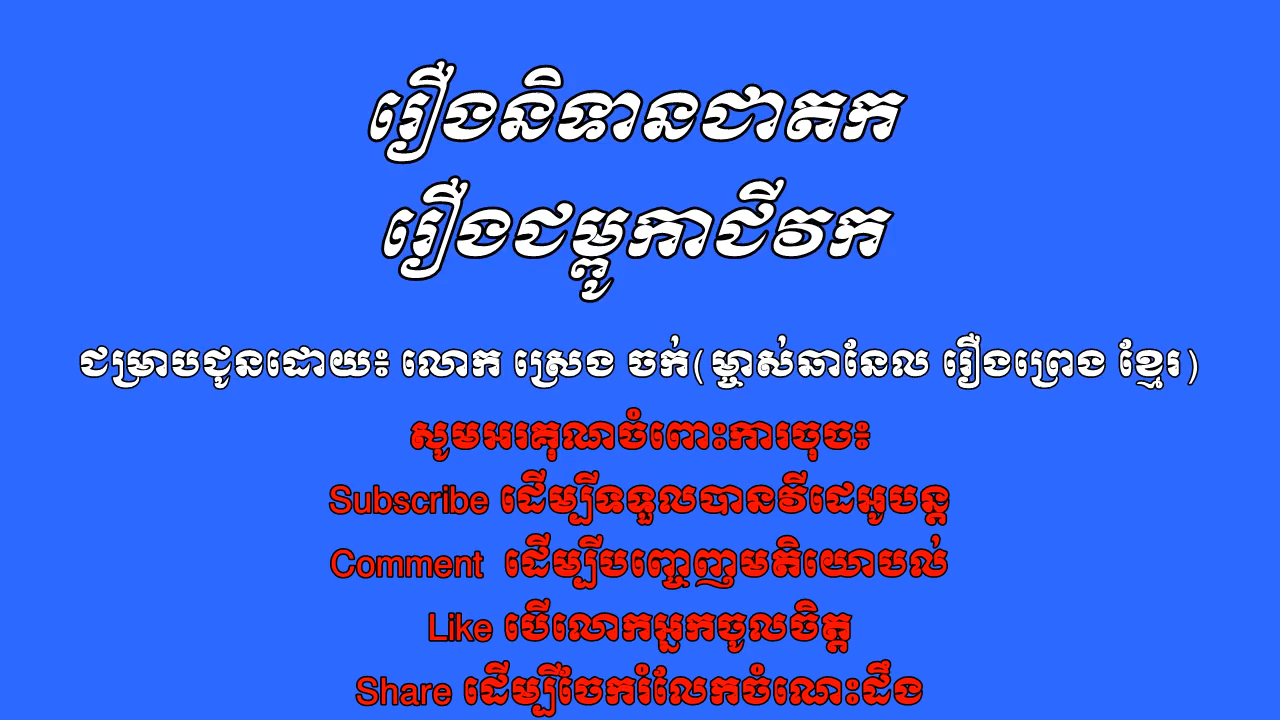 រឿងនិទានជាតក
រឿងជម្ពូកាជីវក
ជម្រាបជូនដោយ៖ លោក ស្រេង ចក់(ម្ចាស់ឆានែល រឿងព្រេង ខ្មែរ)
សូមអរគុណចំពោះការចុច៖
Subscribe ដើម្បីទទួលបានវីដេអូបន្ត
Comment ដើម្បីបញ្ចេញមតិយោបល់
Like បើលោកអ្នកចូលចិត្ត
Share ដើម្បីចែករំលែកចំណេះដឹង